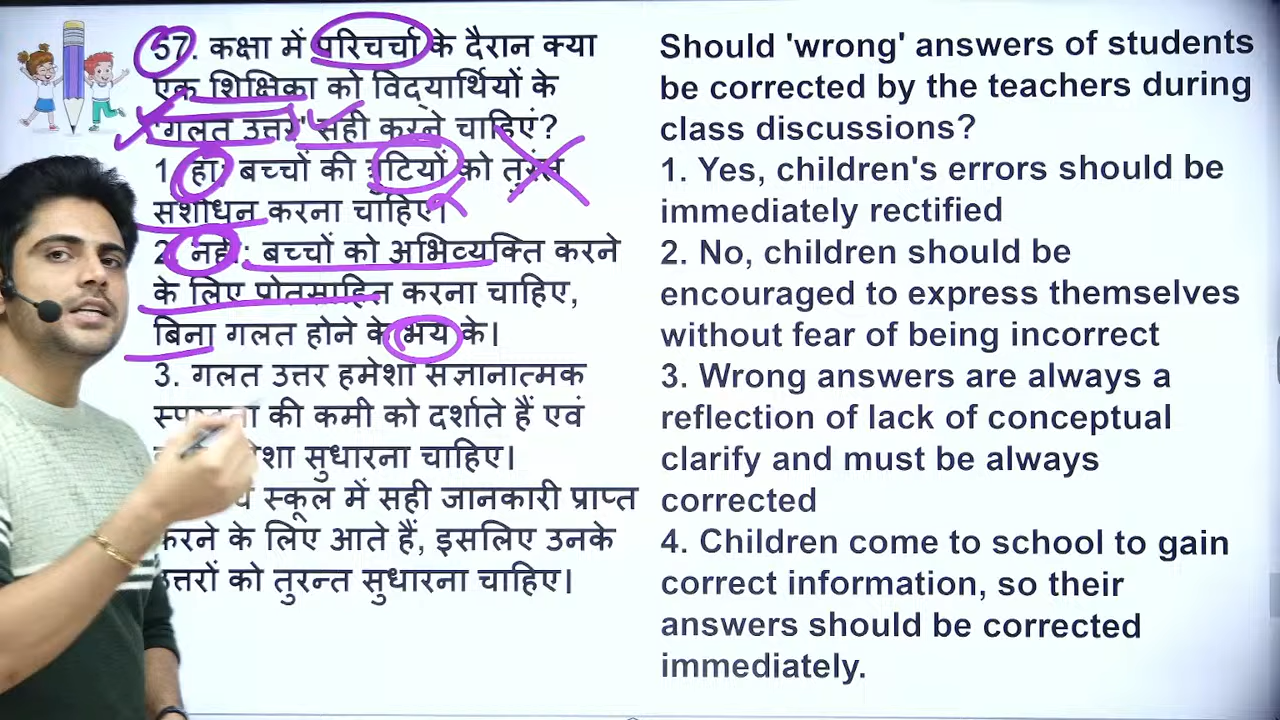 57. कक्षा में परिचर्चा के दैरान क्या
एक शिक्षिका को विद्यार्थियों के
'गलत उत्तर' सही करने चाहिएं?
1. हां; बच्चों की त्रुटियों को तुरंत
संशोधन करना चाहिए।
2. नहीं; बच्चों को अभिव्यक्ति करने
के लिए प्रोत्साहित करना चाहिए,
बिना गलत होने के भय के।
3. गलत उत्तर हमेशा संज्ञानात्मक
की कमी को दर्शाते हैं एवं
सुधारना चाहिए।
स्कूल में सही जानकारी प्राप्त
करने के लिए आते हैं, इसलिए उनके
उत्तरों को तुरन्त सुधारना चाहिए।
Should 'wrong' answers of students
be corrected by the teachers during
class discussions?
1. Yes, children's errors should be
immediately rectified
2. No, children should be
encouraged to express themselves
without fear of being incorrect
3. Wrong answers are always a
reflection of lack of conceptual
clarify and must be always
corrected
4. Children come to school to gain
correct information, so their
answers should be corrected
immediately.